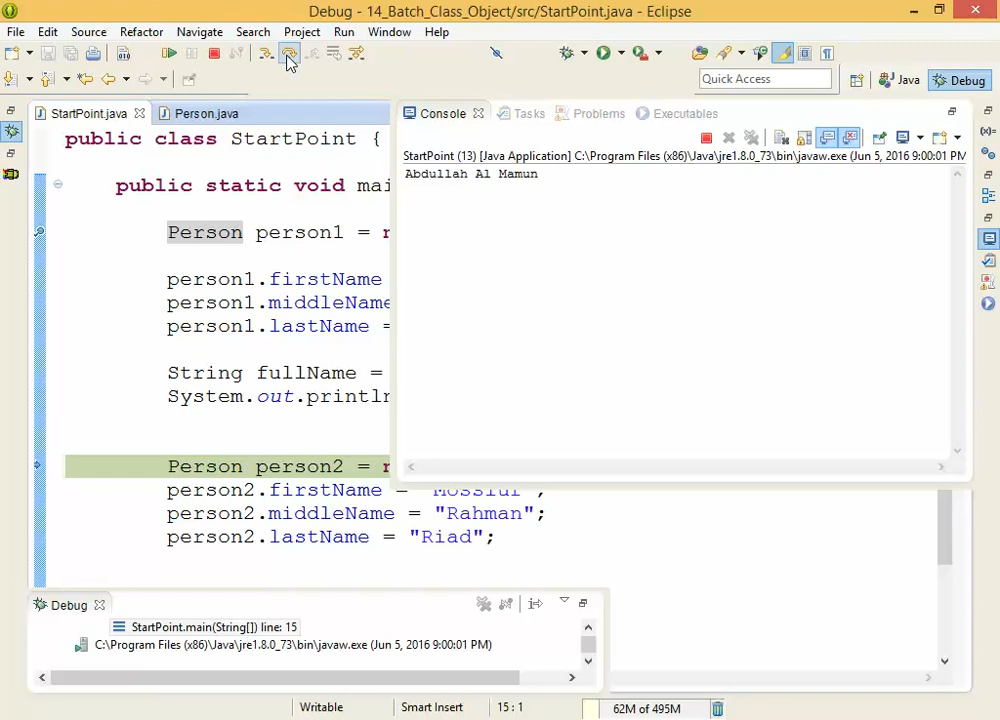 Debug - 14_Batch_Class_Object/src/StartPoint.java - Eclipse
File Edit Source Refactor Navigate Search Project Run Window Help
Quick Access
Java
Debug
StartPoint.java
Person.java
public class StartPoint {
public static void mai
Person person1 =
person1.firstName
person1.middleName
person1.lastName =
String fullName =
System.out.println
Person person2 =
person2.firstName = "Mossiur";
person2.middleName = "Rahman";
person2.lastName = "Riad";
Console Tasks Problems Executables
StartPoint (13) [Java Application] C:\Program Files (x86)\Java\jre1.8.0_73\bin\javaw.exe (Jun 5, 2016 9:00:01 PM
Abdullah Al Mamun
Debug
StartPoint.main(String[]) line: 15
C:\Program Files (x86)\Java\jre1.8.0_73\bin\javaw.exe (Jun 5, 2016 9:00:01 PM)
Writable Smart Insert 15 : 1 62M of 495M